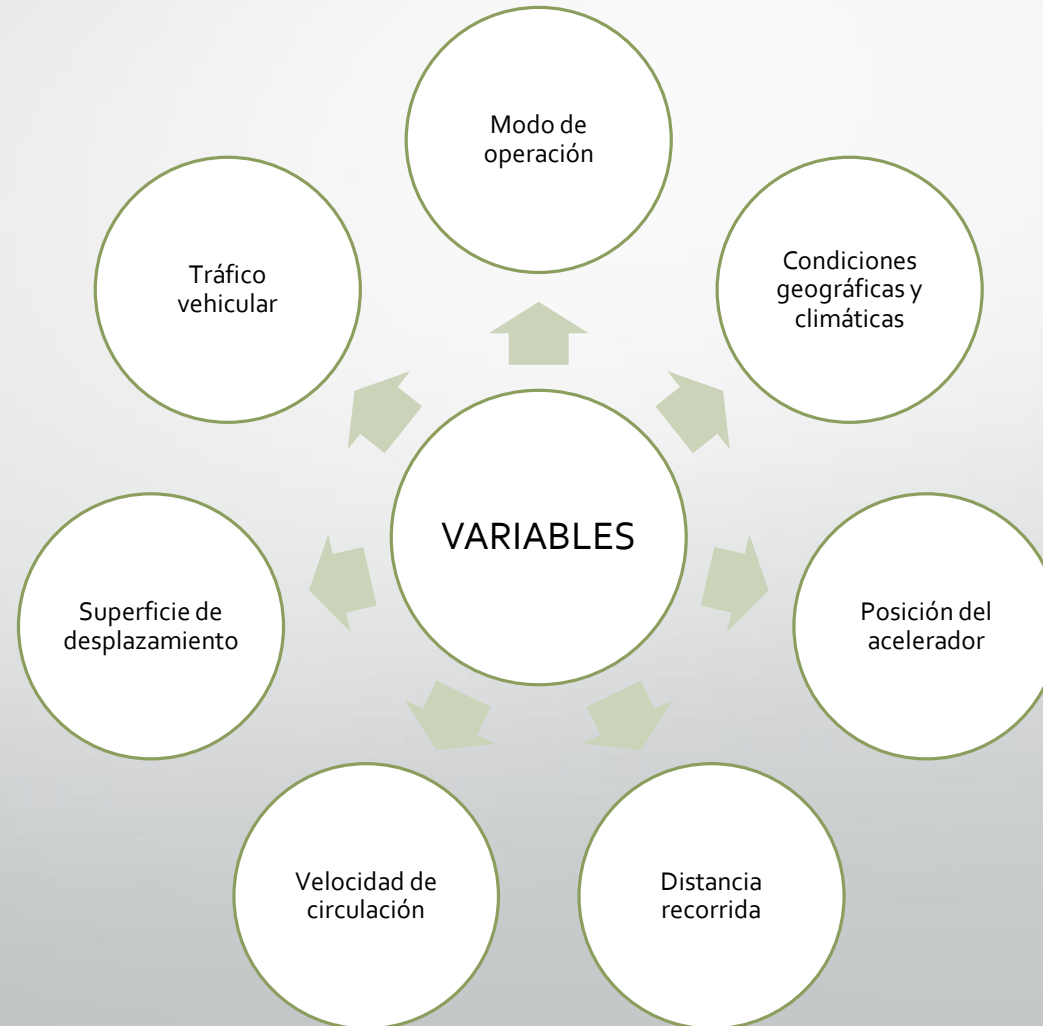 Modo de
operación
Tráfico
vehicular
Condiciones
geográficas y
climáticas
VARIABLES
Superficie de
desplazamiento
Posición del
acelerador
Velocidad de
circulación
Distancia
recorrida